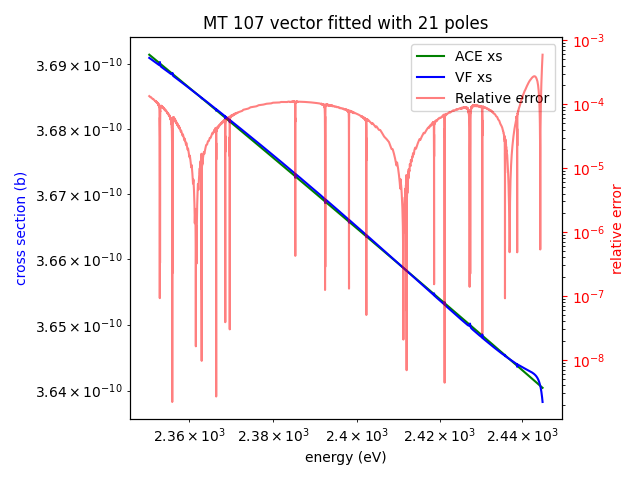 MT 107 vector fitted with 21 poles
ACE xs
VF xs
Relative error
3.69 × 10⁻¹⁰
3.68 × 10⁻¹⁰
3.67 × 10⁻¹⁰
3.66 × 10⁻¹⁰
3.65 × 10⁻¹⁰
3.64 × 10⁻¹⁰
cross section (b)
10⁻³
10⁻⁴
10⁻⁵
10⁻⁶
10⁻⁷
10⁻⁸
relative error
2.36 × 10³ 2.38 × 10³ 2.4 × 10³ 2.42 × 10³ 2.44 × 10³
energy (eV)